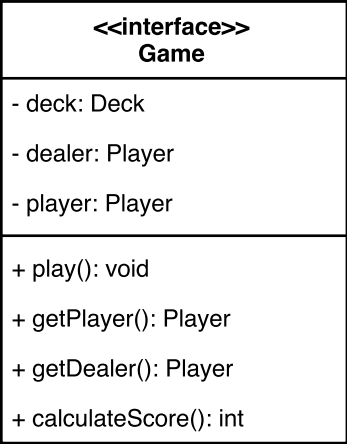 <<interface>>
Game
- deck: Deck
- dealer: Player
- player: Player
+ play(): void
+ getPlayer(): Player
+ getDealer(): Player
+ calculateScore(): int